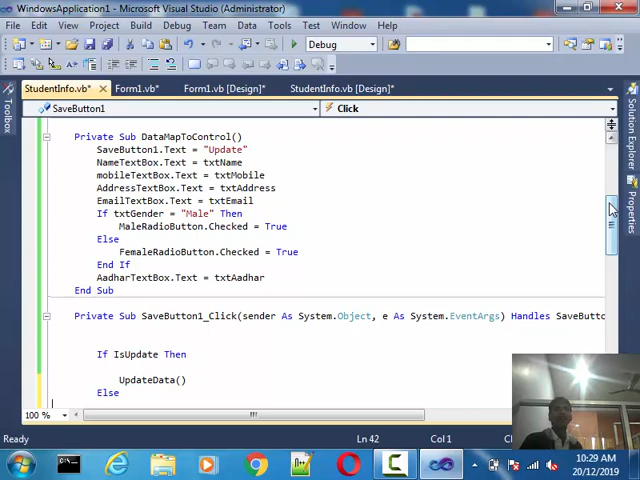 WindowsApplication1 - Microsoft Visual Studio (Administrator)
File Edit View Project Build Debug Team Data Tools Test Window Help
Debug
StudentInfo.vb* Form1.vb* Form1.vb [Design]* StudentInfo.vb [Design]*
SaveButton1 Click
Private Sub DataMapToControl()
SaveButton1.Text = "Update"
NameTextBox.Text = txtName
mobileTextBox.Text = txtMobile
AddressTextBox.Text = txtAddress
EmailTextBox.Text = txtEmail
If txtGender = "Male" Then
MaleRadioButton.Checked = True
Else
FemaleRadioButton.Checked = True
End If
AadharTextBox.Text = txtAadhar
End Sub
Private Sub SaveButton1_Click(sender As System.Object, e As System.EventArgs) Handles SaveButto
If IsUpdate Then
UpdateData()
Else
100 %
Ready Ln 42 Col 1
10:29 AM
20/12/2019
Toolbox
Solution Explorer
Properties